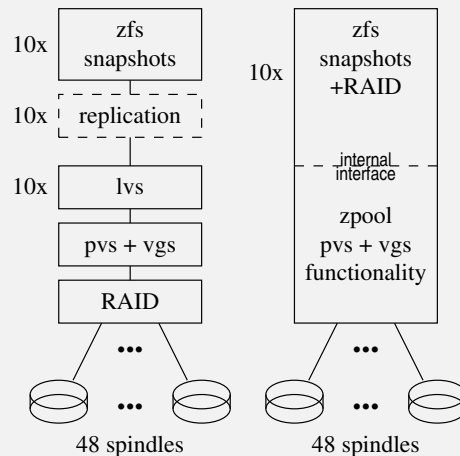 10x
zfs
snapshots
10x
replication
10x
lvs
pvs + vgs
RAID
48 spindles
10x
zfs
snapshots
+RAID
internal
interface
zpool
pvs + vgs
functionality
48 spindles